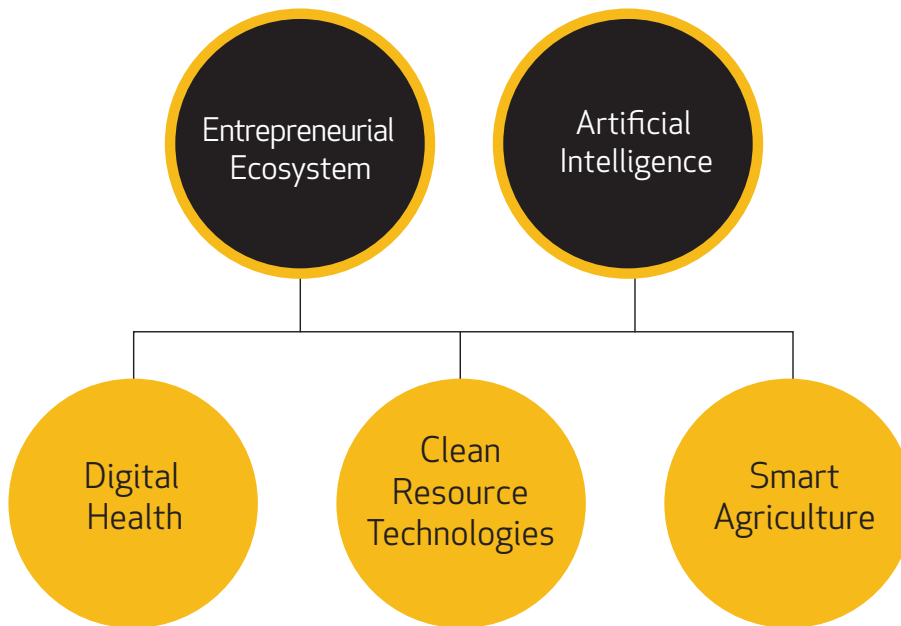 Entrepreneurial
Ecosystem
Artificial
Intelligence
Digital
Health
Clean
Resource
Technologies
Smart
Agriculture